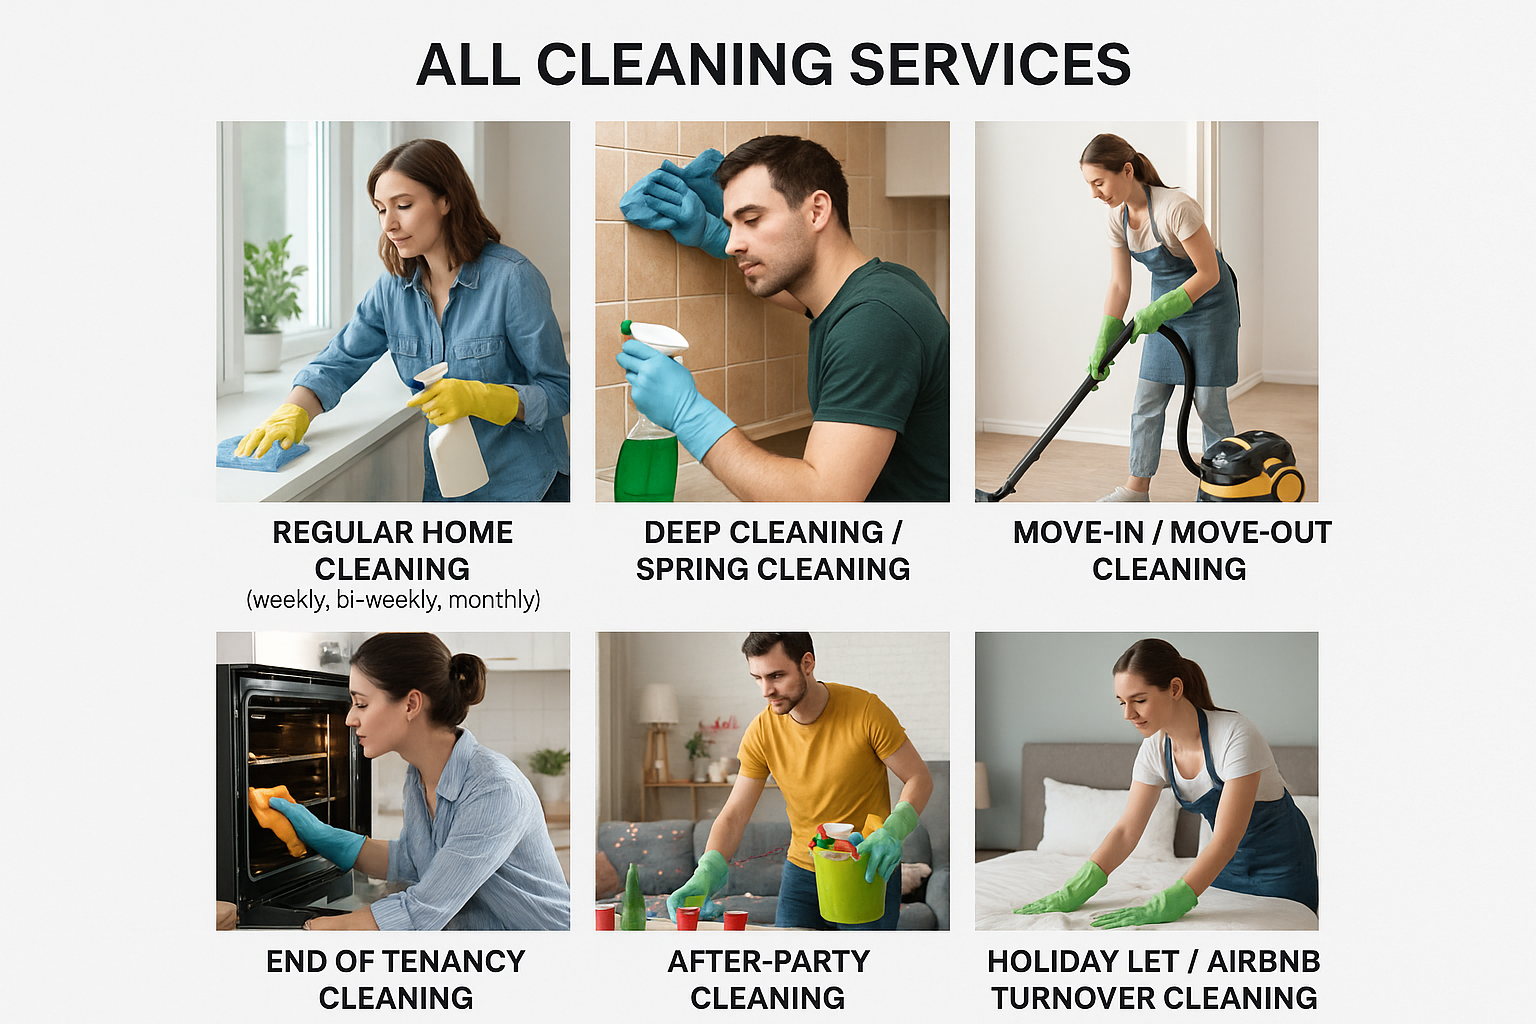 ALL CLEANING SERVICES
REGULAR HOME
CLEANING
(weekly, bi-weekly, monthly)
DEEP CLEANING /
SPRING CLEANING
MOVE-IN / MOVE-OUT
CLEANING
END OF TENANCY
CLEANING
AFTER-PARTY
CLEANING
HOLIDAY LET / AIRBNB
TURNOVER CLEANING